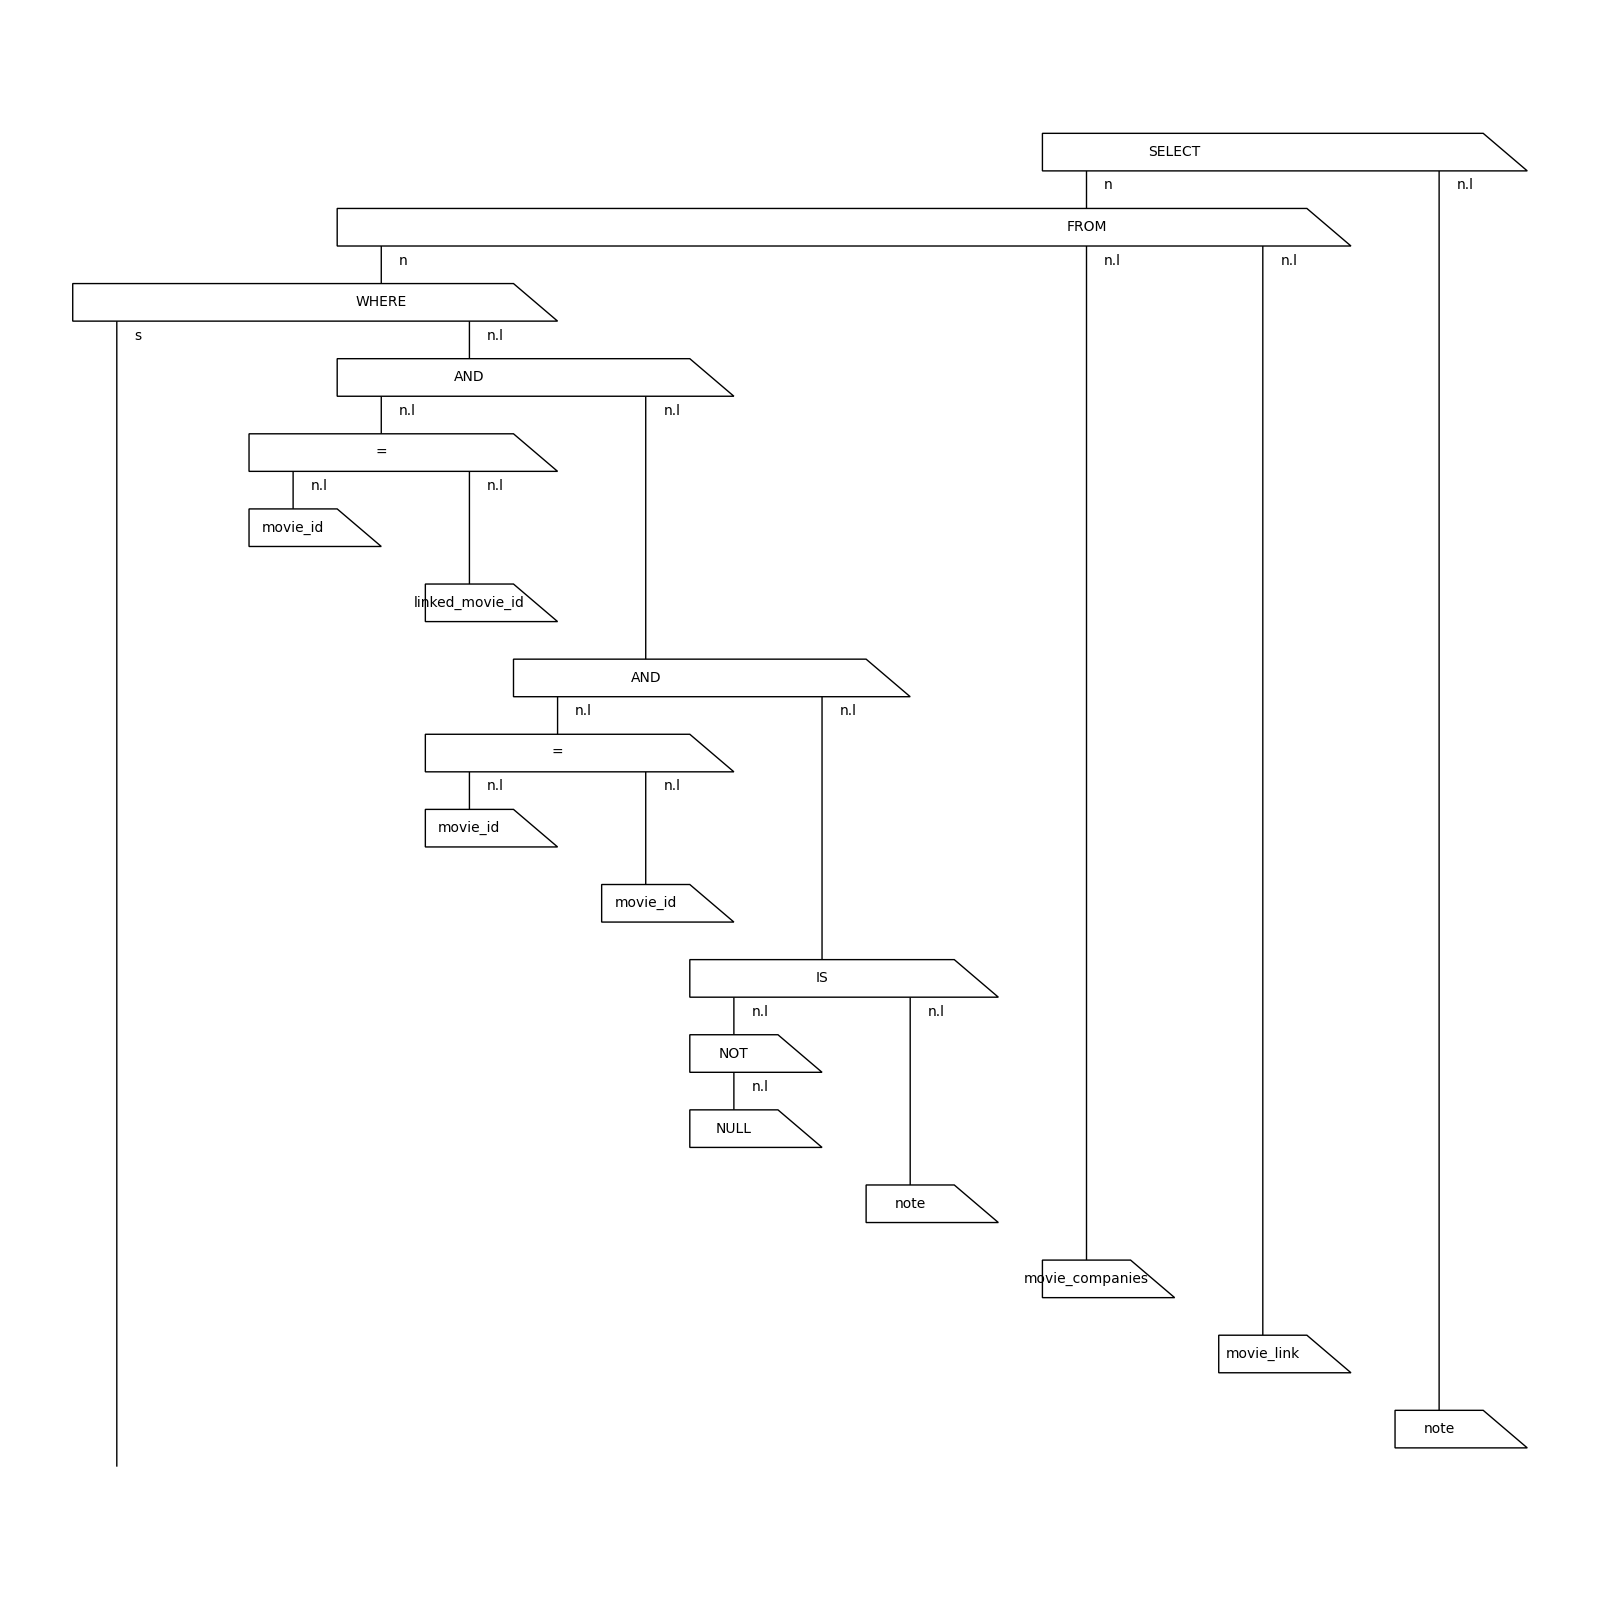 SELECT
n n.l
FROM
n n.l n.l
WHERE
s n.l
AND
n.l n.l
=
n.l n.l
movie_id
linked_movie_id
AND
n.l n.l
=
n.l n.l
movie_id
movie_id
IS
n.l n.l
NOT
n.l
NULL
note
movie_companies
movie_link
note